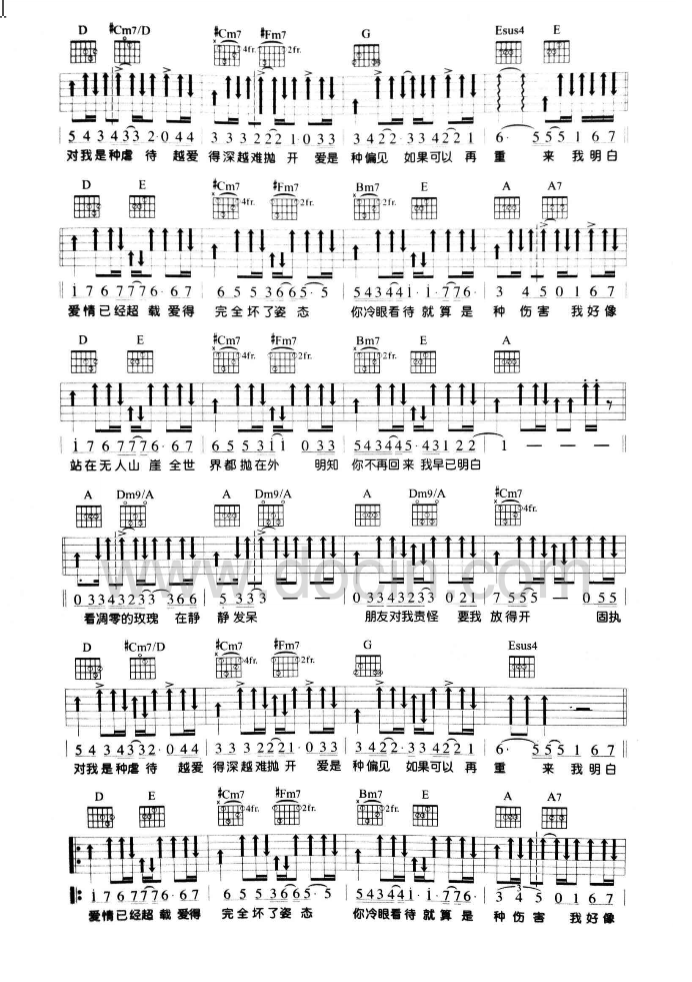 D #Cm7/D #Cm7 #Fm7 G Esus4 E
4fr. 2fr.
5 4 3 4 3 3 2· 0 4 4 3 3 3 2 2 2 1· 0 3 3 3 4 2 2· 3 3 4 2 2 1 6· 5 5 5 1 6 7
对我是种虐待 越爱 得深越难抛开 爱是 种偏见 如果可以再 重 来 我明白
D E #Cm7 #Fm7 Bm7 E A A7
4fr. 2fr. 2fr.
1 7 6 7 7 7 6· 6 7 6 5 5 3 6 6 5· 5 5 4 3 4 4 1· 1· 7 7 6· 3 4 5 0 1 6 7
爱情已经超载 爱得 完全坏了姿态 你冷眼看待 就算是 种伤害 我好像
D E #Cm7 #Fm7 Bm7 E A
4fr. 2fr. 2fr.
1 7 6 7 7 7 6· 6 7 6 5 5 3 1 1 0 3 3 5 4 3 4 4 5· 4 3 1 2 2 1 — — —
站在无人山崖 全世 界都抛在外 明知 你不再回来 我早已明白
A Dm9/A A Dm9/A A Dm9/A #Cm7
4fr.
0 3 3 4 3 2 3 3 3 6 6 5 3 3 3 — 0 3 3 4 3 2 3 3 0 2 1 7 5 5 5 0 5 5
www.docin.com
看凋零的玫瑰 在静 静发呆 朋友对我责怪 要我 放得开 固执
D #Cm7/D #Cm7 #Fm7 G Esus4
4fr. 2fr.
5 4 3 4 3 3 2· 0 4 4 3 3 3 2 2 2 1· 0 3 3 3 4 2 2· 3 3 4 2 2 1 6· 5 5 5 1 6 7
对我是种虐待 越爱 得深越难抛开 爱是 种偏见 如果可以再 重 来 我明白
D E #Cm7 #Fm7 Bm7 E A A7
4fr. 2fr. 2fr.
1 7 6 7 7 7 6· 6 7 6 5 5 3 6 6 5· 5 5 4 3 4 4 1· 1· 7 7 6· 3 4 5 0 1 6 7
爱情已经超载 爱得 完全坏了姿态 你冷眼看待 就算是 种伤害 我好像